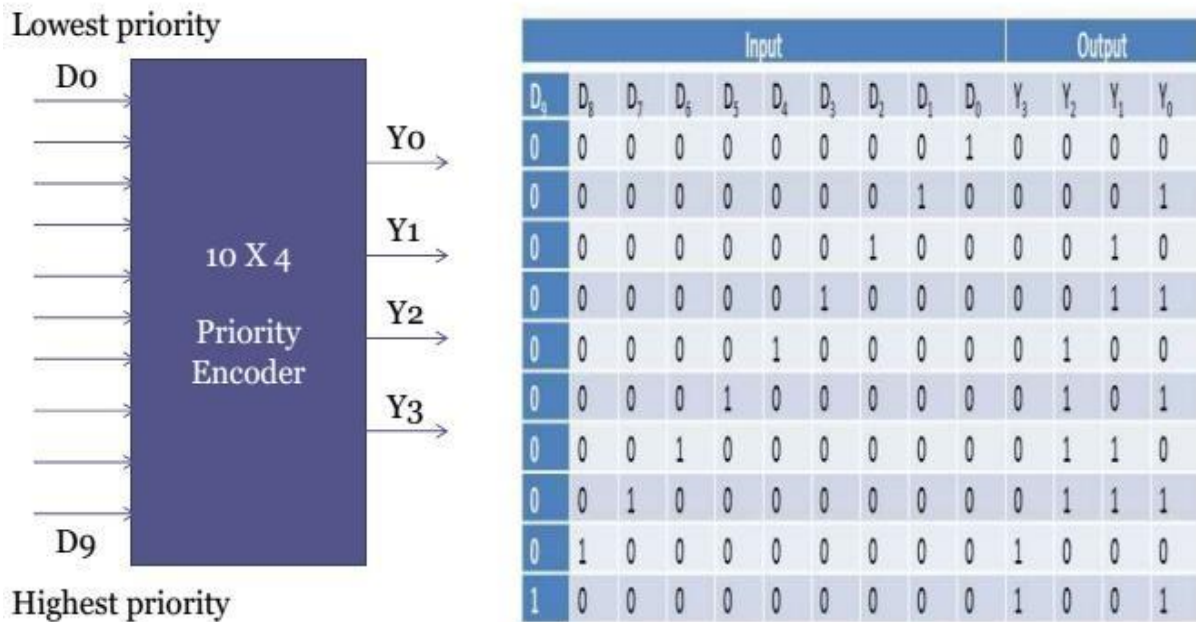 Lowest priority
D0
Y0
Y1
10 X 4
Y2
Priority
Encoder
Y3
D9
Highest priority
Input Output
D₉ D₈ D₇ D₆ D₅ D₄ D₃ D₂ D₁ D₀ Y₃ Y₂ Y₁ Y₀
0 0 0 0 0 0 0 0 0 1 0 0 0 0
0 0 0 0 0 0 0 0 1 0 0 0 0 1
0 0 0 0 0 0 0 1 0 0 0 0 1 0
0 0 0 0 0 0 1 0 0 0 0 0 1 1
0 0 0 0 0 1 0 0 0 0 0 1 0 0
0 0 0 0 1 0 0 0 0 0 0 1 0 1
0 0 0 1 0 0 0 0 0 0 0 1 1 0
0 0 1 0 0 0 0 0 0 0 0 1 1 1
0 1 0 0 0 0 0 0 0 0 1 0 0 0
1 0 0 0 0 0 0 0 0 0 1 0 0 1